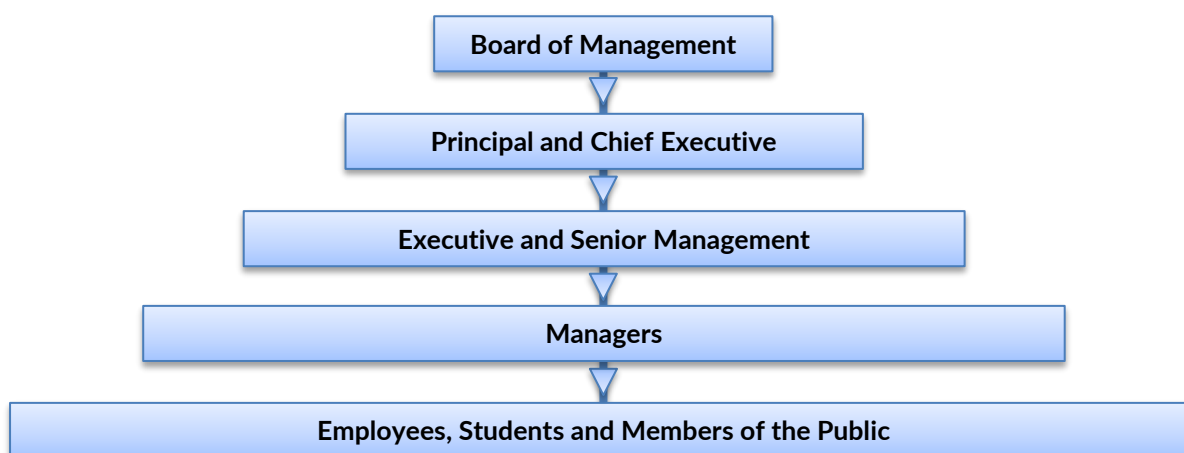 Board of Management
Principal and Chief Executive
Executive and Senior Management
Managers
Employees, Students and Members of the Public